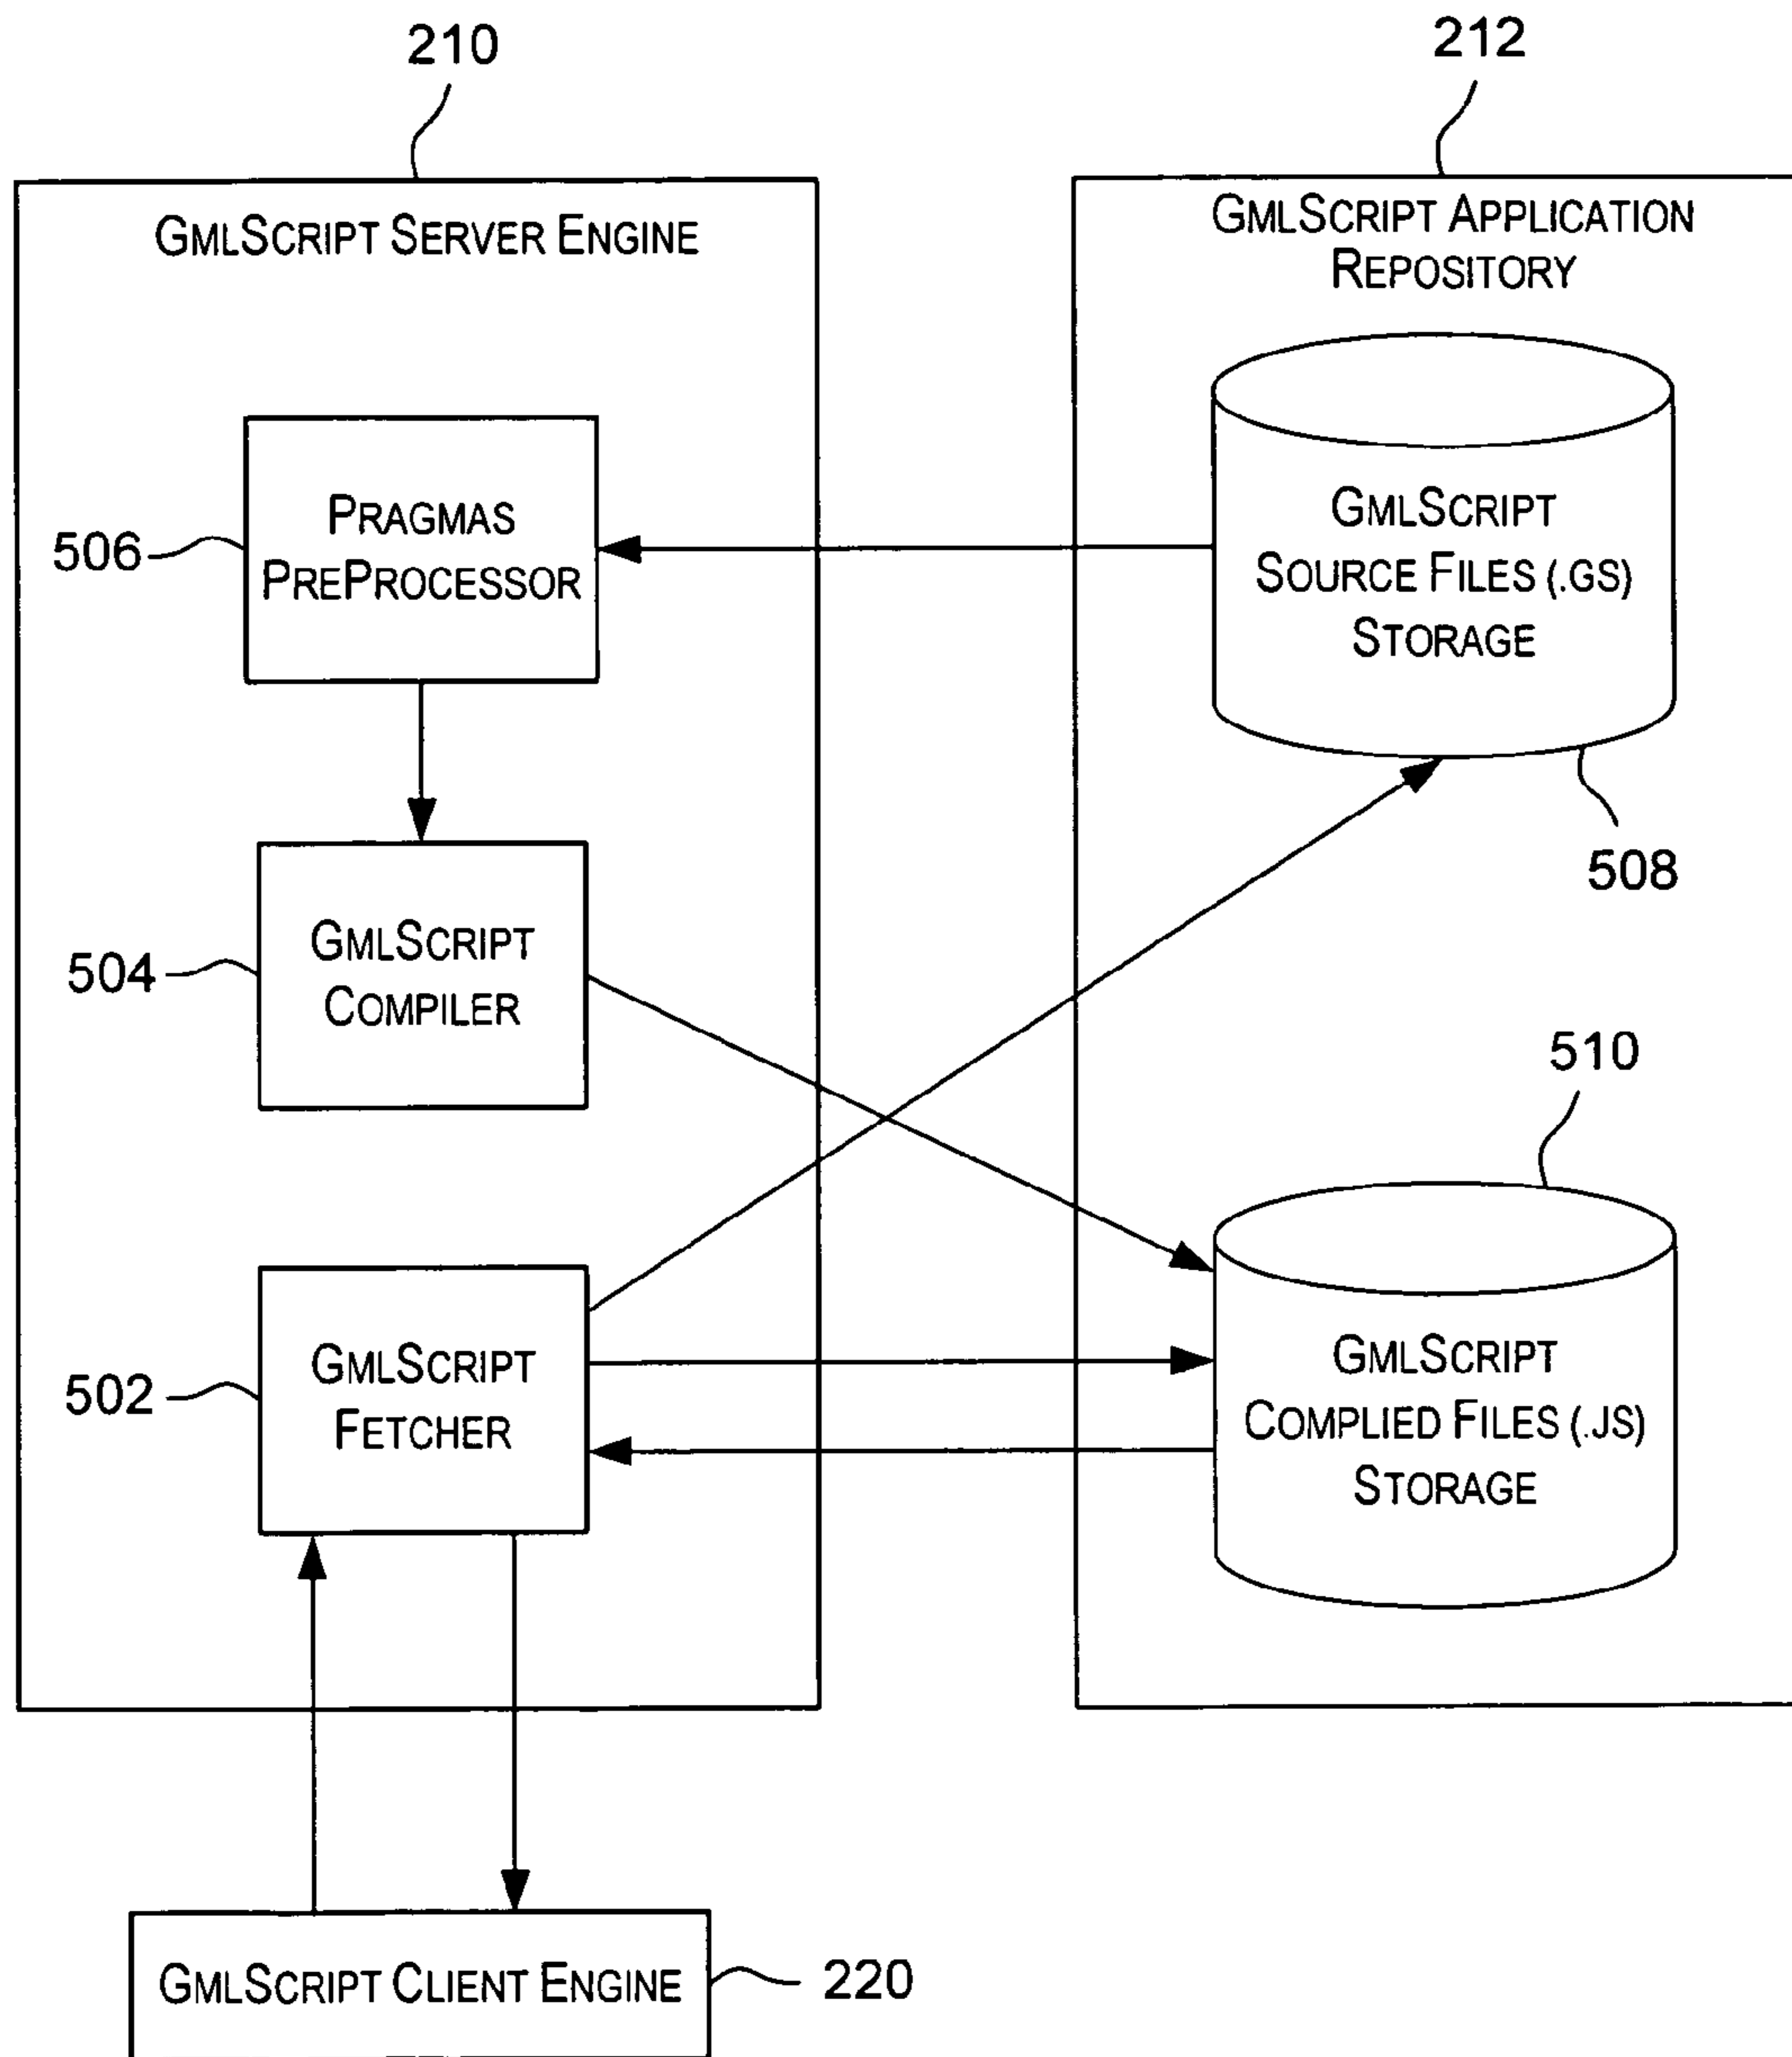 210
212
GMLSCRIPT SERVER ENGINE
GMLSCRIPT APPLICATION
REPOSITORY
PRAGMAS
PREPROCESSOR
506
GMLSCRIPT
SOURCE FILES (.GS)
STORAGE
508
GMLSCRIPT
COMPILER
504
510
GMLSCRIPT
FETCHER
502
GMLSCRIPT
COMPLIED FILES (.JS)
STORAGE
GMLSCRIPT CLIENT ENGINE
220